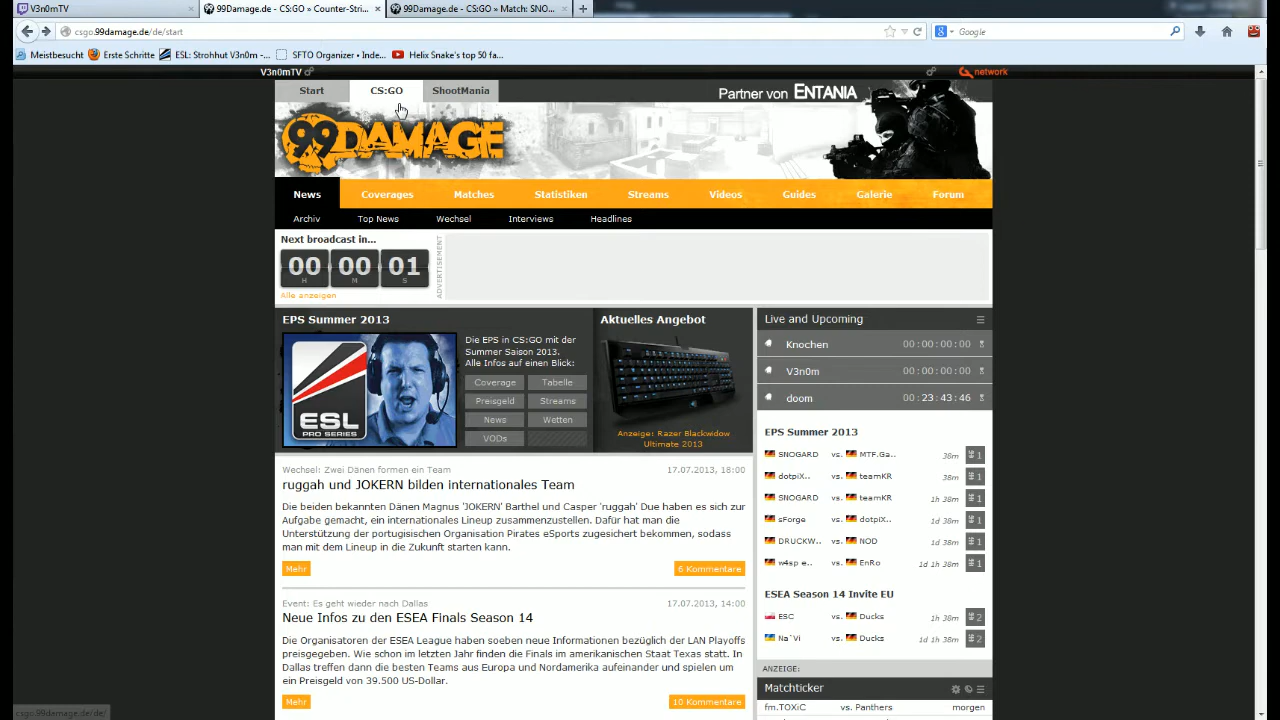 V3n0mTV
99Damage.de - CS:GO » Counter-Stri...
99Damage.de - CS:GO » Match: SNO...
csgo.99damage.de/de/start
Google
Meistbesucht
Erste Schritte
ESL: Strohhut V3n0m -...
SFTO Organizer • Inde...
Helix Snake's top 50 fa...
V3n0mTV
network
Start
CS:GO
ShootMania
Partner von ENTANIA
99DAMAGE
News
Coverages
Matches
Statistiken
Streams
Videos
Guides
Galerie
Forum
Archiv
Top News
Wechsel
Interviews
Headlines
Next broadcast in...
00 00 01
H M S
Alle anzeigen
ADVERTISEMENT
EPS Summer 2013
ESL
PRO SERIES
Die EPS in CS:GO mit der
Summer Saison 2013.
Alle Infos auf einen Blick:
Coverage
Tabelle
Preisgeld
Streams
News
Wetten
VODs
Aktuelles Angebot
Anzeige: Razer Blackwidow
Ultimate 2013
Live and Upcoming
Knochen 00:00:00:00
V3n0m 00:00:00:00
doom 00:23:43:46
EPS Summer 2013
SNOGARD vs. MTF.Ga.. 38m 1
dotpiX.. vs. teamKR 38m 1
SNOGARD vs. teamKR 1h 38m 1
sForge vs. dotpiX.. 1d 38m 1
DRUCKW.. vs. NOD 1d 38m 1
w4sp e.. vs. EnRo 1d 1h 38m 1
ESEA Season 14 Invite EU
ESC vs. Ducks 1h 38m 2
Na`Vi vs. Ducks 1d 1h 38m 2
ANZEIGE:
Matchticker
fm.TOXiC vs. Panthers morgen
Wechsel: Zwei Dänen formen ein Team 17.07.2013, 18:00
ruggah und JOKERN bilden internationales Team
Die beiden bekannten Dänen Magnus 'JOKERN' Barthel und Casper 'ruggah' Due haben es sich zur
Aufgabe gemacht, ein internationales Lineup zusammenzustellen. Dafür hat man die
Unterstützung der portugisischen Organisation Pirates eSports zugesichert bekommen, sodass
man mit dem Lineup in die Zukunft starten kann.
Mehr
6 Kommentare
Event: Es geht wieder nach Dallas 17.07.2013, 14:00
Neue Infos zu den ESEA Finals Season 14
Die Organisatoren der ESEA League haben soeben neue Informationen bezüglich der LAN Playoffs
preisgegeben. Wie schon im letzten Jahr finden die Finals im amerikanischen Staat Texas statt. In
Dallas treffen dann die besten Teams aus Europa und Nordamerika aufeinander und spielen um
ein Preisgeld von 39.500 US-Dollar.
Mehr
10 Kommentare
csgo.99damage.de/de/